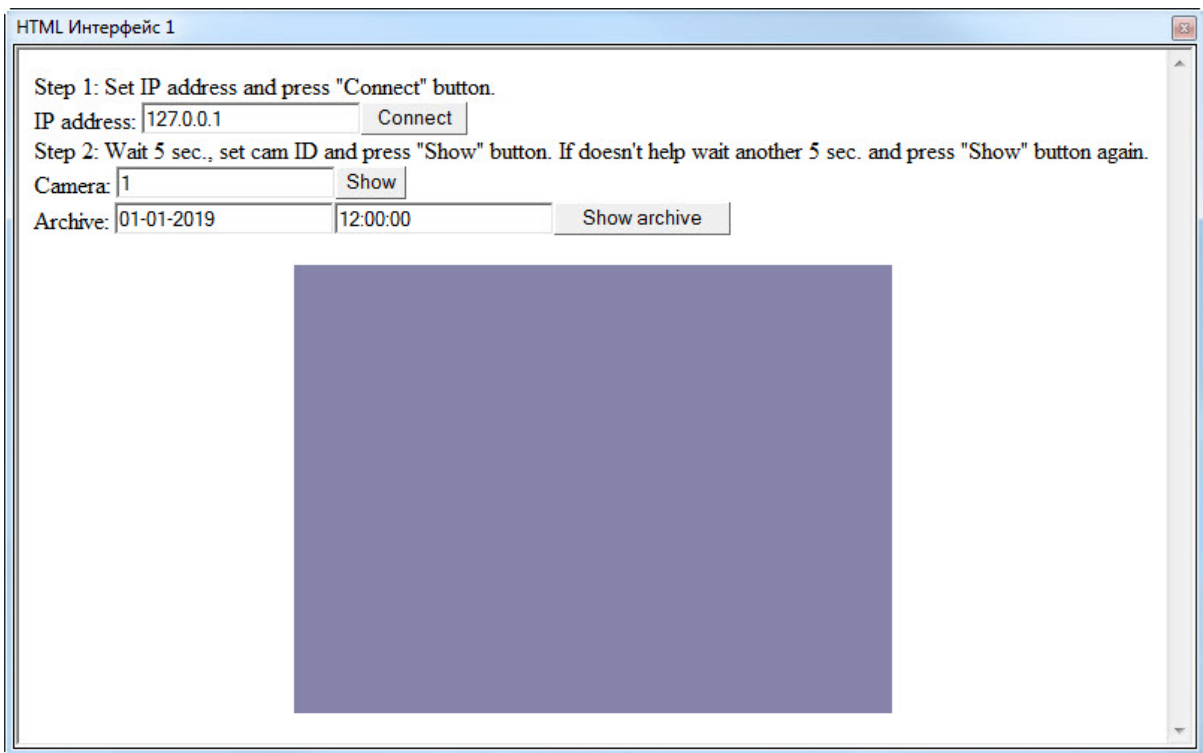 HTML Интерфейс 1
Step 1: Set IP address and press "Connect" button.
IP address: 127.0.0.1 Connect
Step 2: Wait 5 sec., set cam ID and press "Show" button. If doesn't help wait another 5 sec. and press "Show" button again.
Camera: 1 Show
Archive: 01-01-2019 12:00:00 Show archive